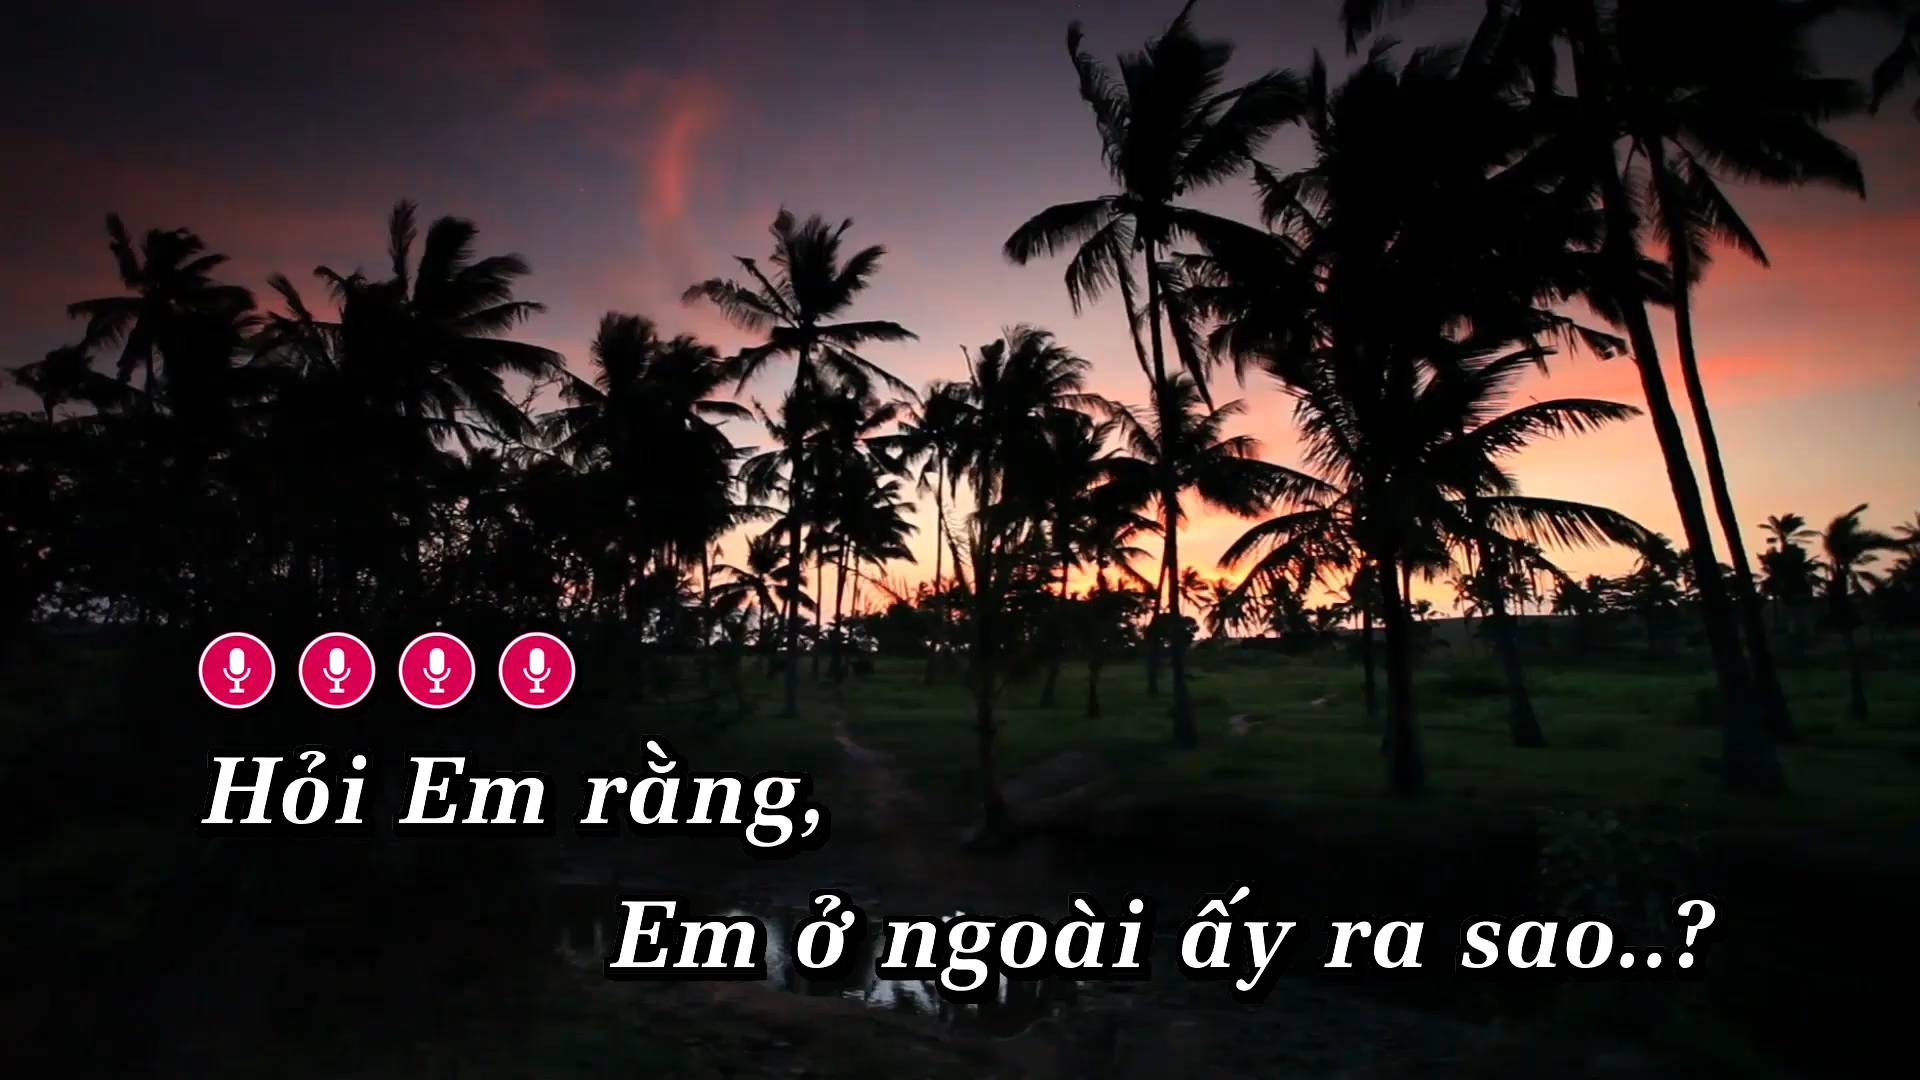 Hỏi Em rằng,
Em ở ngoài ấy ra sao..?